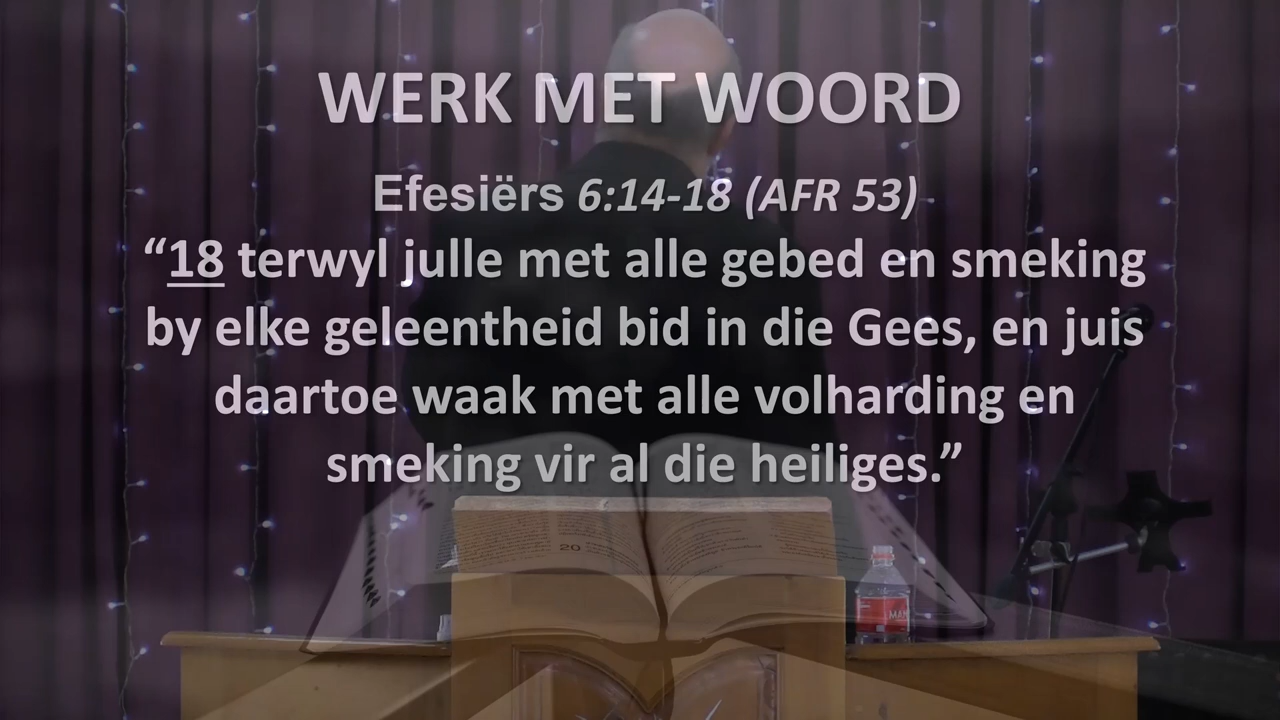 WERK MET WOORD
Efesiërs 6:14-18 (AFR 53)
“18 terwyl julle met alle gebed en smeking
by elke geleentheid bid in die Gees, en juis
daartoe waak met alle volharding en
smeking vir al die heiliges.”
20